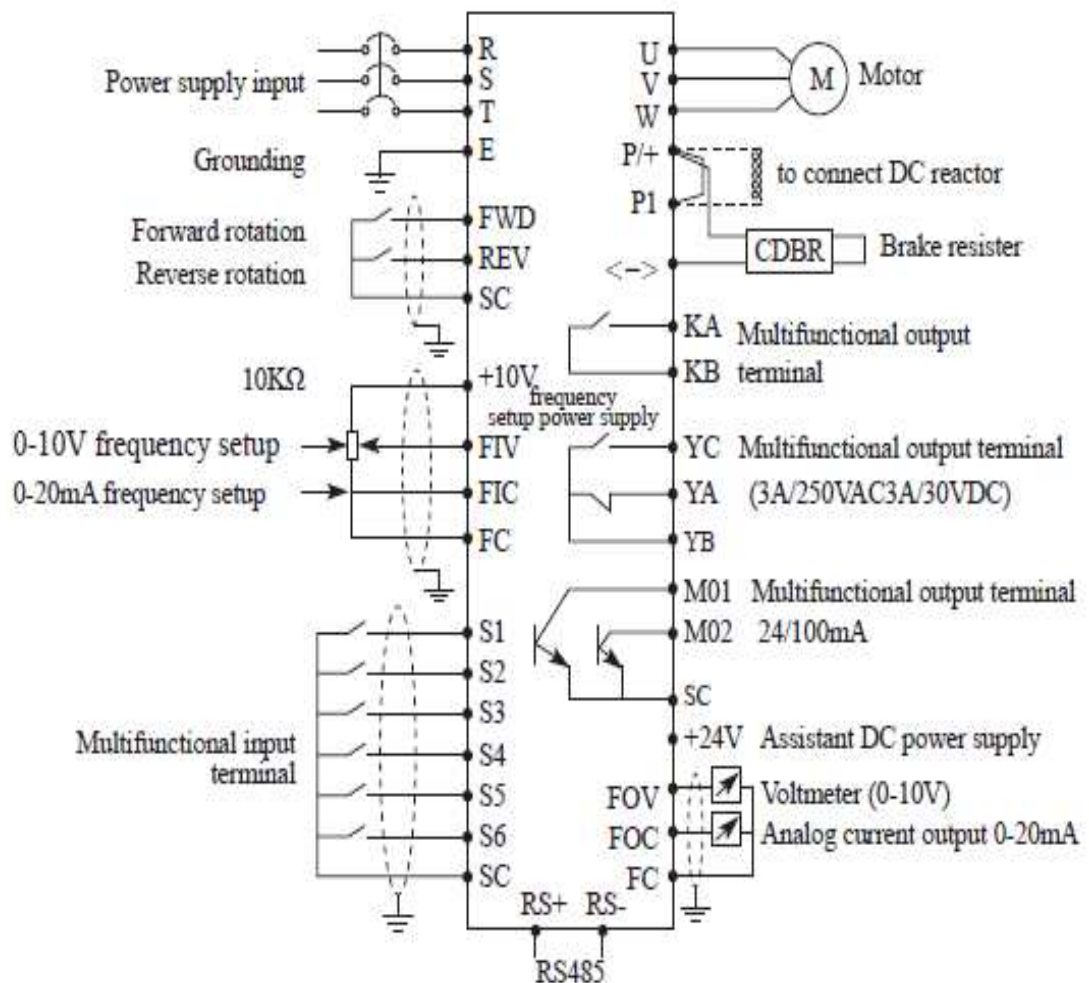 R
S
T
Power supply input
E
Grounding
FWD
Forward rotation
REV
Reverse rotation
SC
10KΩ
+10V
frequency
setup power supply
0-10V frequency setup
FIV
0-20mA frequency setup
FIC
FC
S1
S2
S3
S4
Multifunctional input
terminal
S5
S6
SC
U
V
W
M
Motor
P/+
to connect DC reactor
P1
CDBR
Brake resister
<->
KA
Multifunctional output
KB
terminal
YC
Multifunctional output terminal
YA
(3A/250VAC3A/30VDC)
YB
M01
Multifunctional output terminal
M02
24/100mA
SC
+24V
Assistant DC power supply
FOV
Voltmeter (0-10V)
FOC
Analog current output 0-20mA
FC
RS+
RS-
RS485